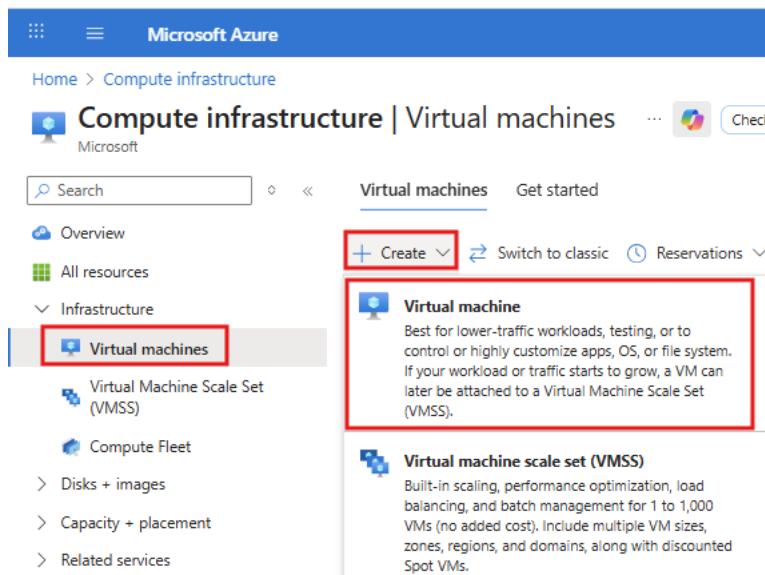 Microsoft Azure
Home > Compute infrastructure
Compute infrastructure | Virtual machines ...
Microsoft
Search
Overview
All resources
Infrastructure
Virtual machines
Virtual Machine Scale Set
(VMSS)
Compute Fleet
Disks + images
Capacity + placement
Related services
Virtual machines Get started
+ Create Switch to classic Reservations
Virtual machine
Best for lower-traffic workloads, testing, or to
control or highly customize apps, OS, or file system.
If your workload or traffic starts to grow, a VM can
later be attached to a Virtual Machine Scale Set
(VMSS).
Virtual machine scale set (VMSS)
Built-in scaling, performance optimization, load
balancing, and batch management for 1 to 1,000
VMs (no added cost). Include multiple VM sizes,
zones, regions, and domains, along with discounted
Spot VMs.